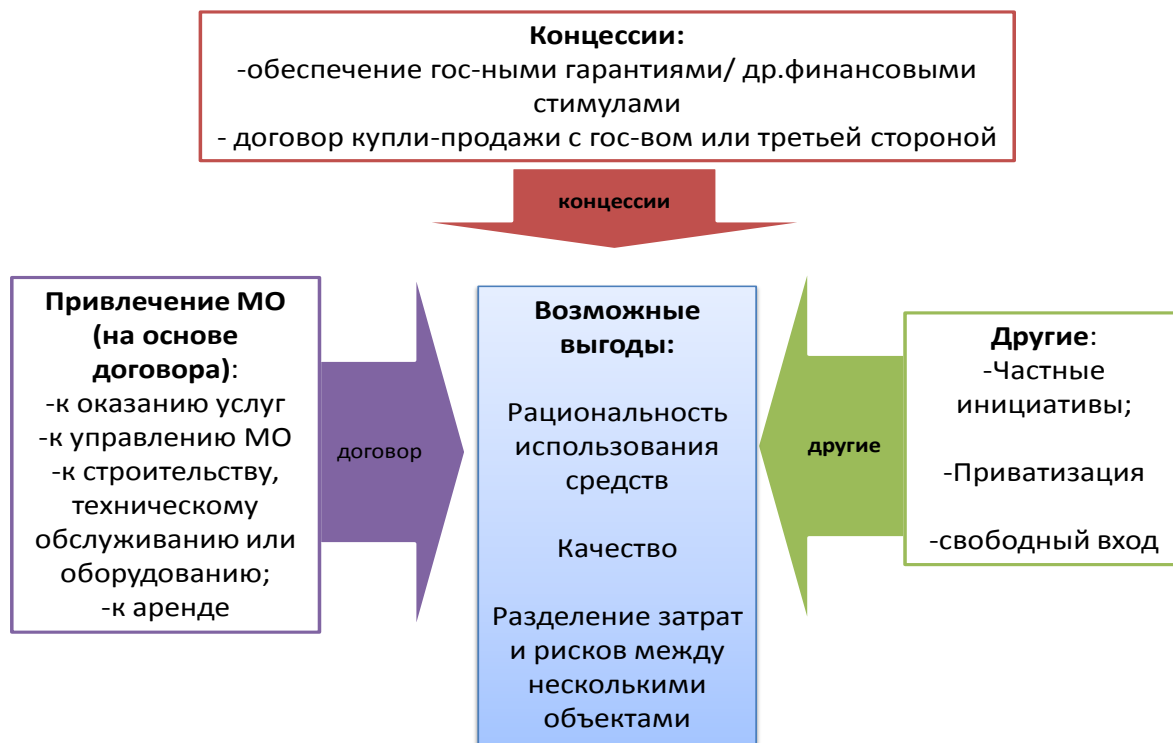 Концессии:
-обеспечение гос-ными гарантиями/ др.финансовыми
стимулами
- договор купли-продажи с гос-вом или третьей стороной
концессии
Привлечение МО
(на основе
договора):
-к оказанию услуг
-к управлению МО
-к строительству,
техническому
обслуживанию или
оборудованию;
-к аренде
договор
Возможные
выгоды:
Рациональность
использования
средств
Качество
Разделение затрат
и рисков между
несколькими
объектами
другие
Другие:
-Частные
инициативы;
-Приватизация
-свободный вход